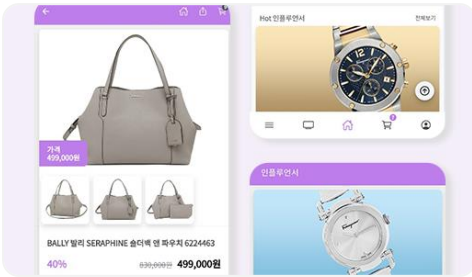 가격
499,000원
BALLY 발리 SERAPHINE 숄더백 앤 파우치 6224463
40%
830,000원 499,000원
Hot 인플루언서
전체보기
2
인플루언서
Ferragamo